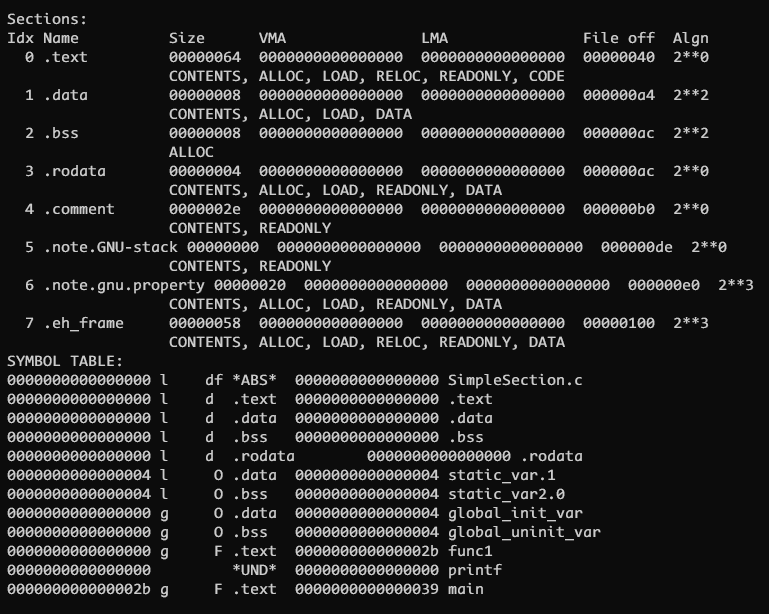 Sections:
Idx Name          Size      VMA               LMA               File off  Algn
  0 .text         00000064  0000000000000000  0000000000000000  00000040  2**0
                  CONTENTS, ALLOC, LOAD, RELOC, READONLY, CODE
  1 .data         00000008  0000000000000000  0000000000000000  000000a4  2**2
                  CONTENTS, ALLOC, LOAD, DATA
  2 .bss          00000008  0000000000000000  0000000000000000  000000ac  2**2
                  ALLOC
  3 .rodata       00000004  0000000000000000  0000000000000000  000000ac  2**0
                  CONTENTS, ALLOC, LOAD, READONLY, DATA
  4 .comment      0000002e  0000000000000000  0000000000000000  000000b0  2**0
                  CONTENTS, READONLY
  5 .note.GNU-stack 00000000  0000000000000000  0000000000000000  000000de  2**0
                  CONTENTS, READONLY
  6 .note.gnu.property 00000020  0000000000000000  0000000000000000  000000e0  2**3
                  CONTENTS, ALLOC, LOAD, READONLY, DATA
  7 .eh_frame     00000058  0000000000000000  0000000000000000  00000100  2**3
                  CONTENTS, ALLOC, LOAD, RELOC, READONLY, DATA
SYMBOL TABLE:
0000000000000000 l    df *ABS*  0000000000000000 SimpleSection.c
0000000000000000 l    d  .text  0000000000000000 .text
0000000000000000 l    d  .data  0000000000000000 .data
0000000000000000 l    d  .bss   0000000000000000 .bss
0000000000000000 l    d  .rodata        0000000000000000 .rodata
0000000000000004 l     O .data  0000000000000004 static_var.1
0000000000000004 l     O .bss   0000000000000004 static_var2.0
0000000000000000 g     O .data  0000000000000004 global_init_var
0000000000000000 g     O .bss   0000000000000004 global_uninit_var
0000000000000000 g     F .text  000000000000002b func1
0000000000000000         *UND*  0000000000000000 printf
000000000000002b g     F .text  0000000000000039 main